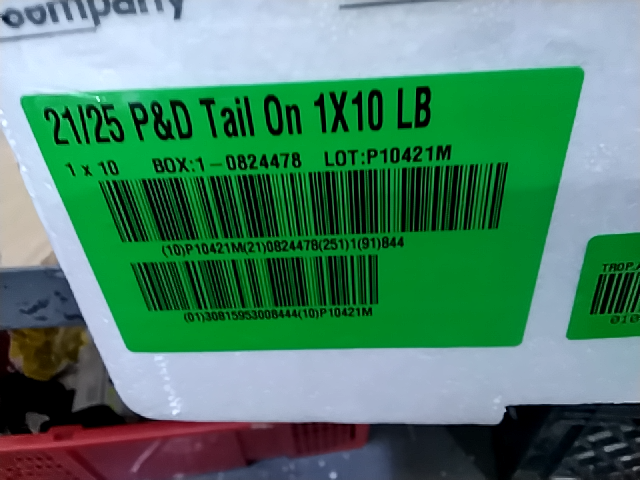 company
21/25 P&D Tail On 1X10 LB
1 x 10 BOX:1-0824478 LOT:P10421M
(10)P10421M(21)0824478(251)1(91)844
(01)30815953008444(10)P10421M